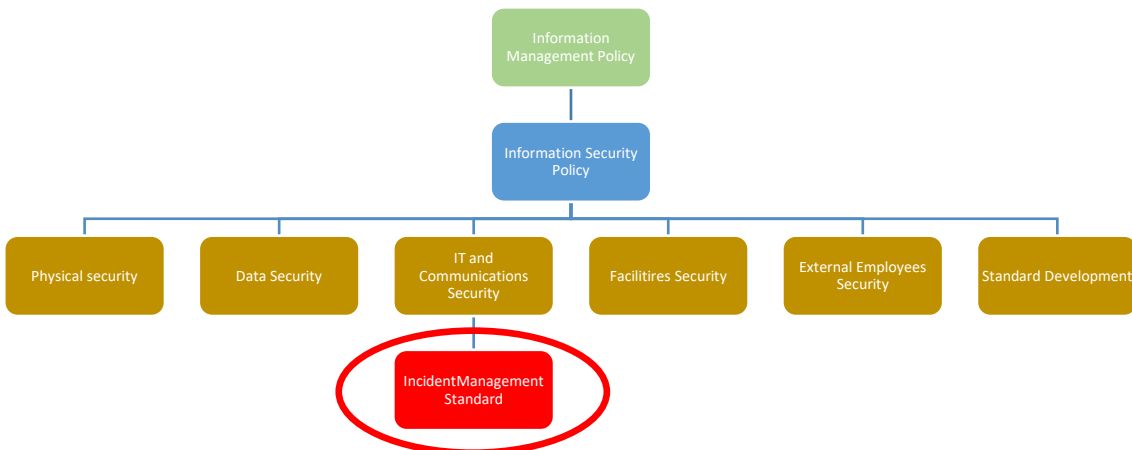 Information
Management Policy
Information Security
Policy
Physical security
Data Security
IT and
Communications
Security
Facilitires Security
External Employees
Security
Standard Development
IncidentManagement
Standard